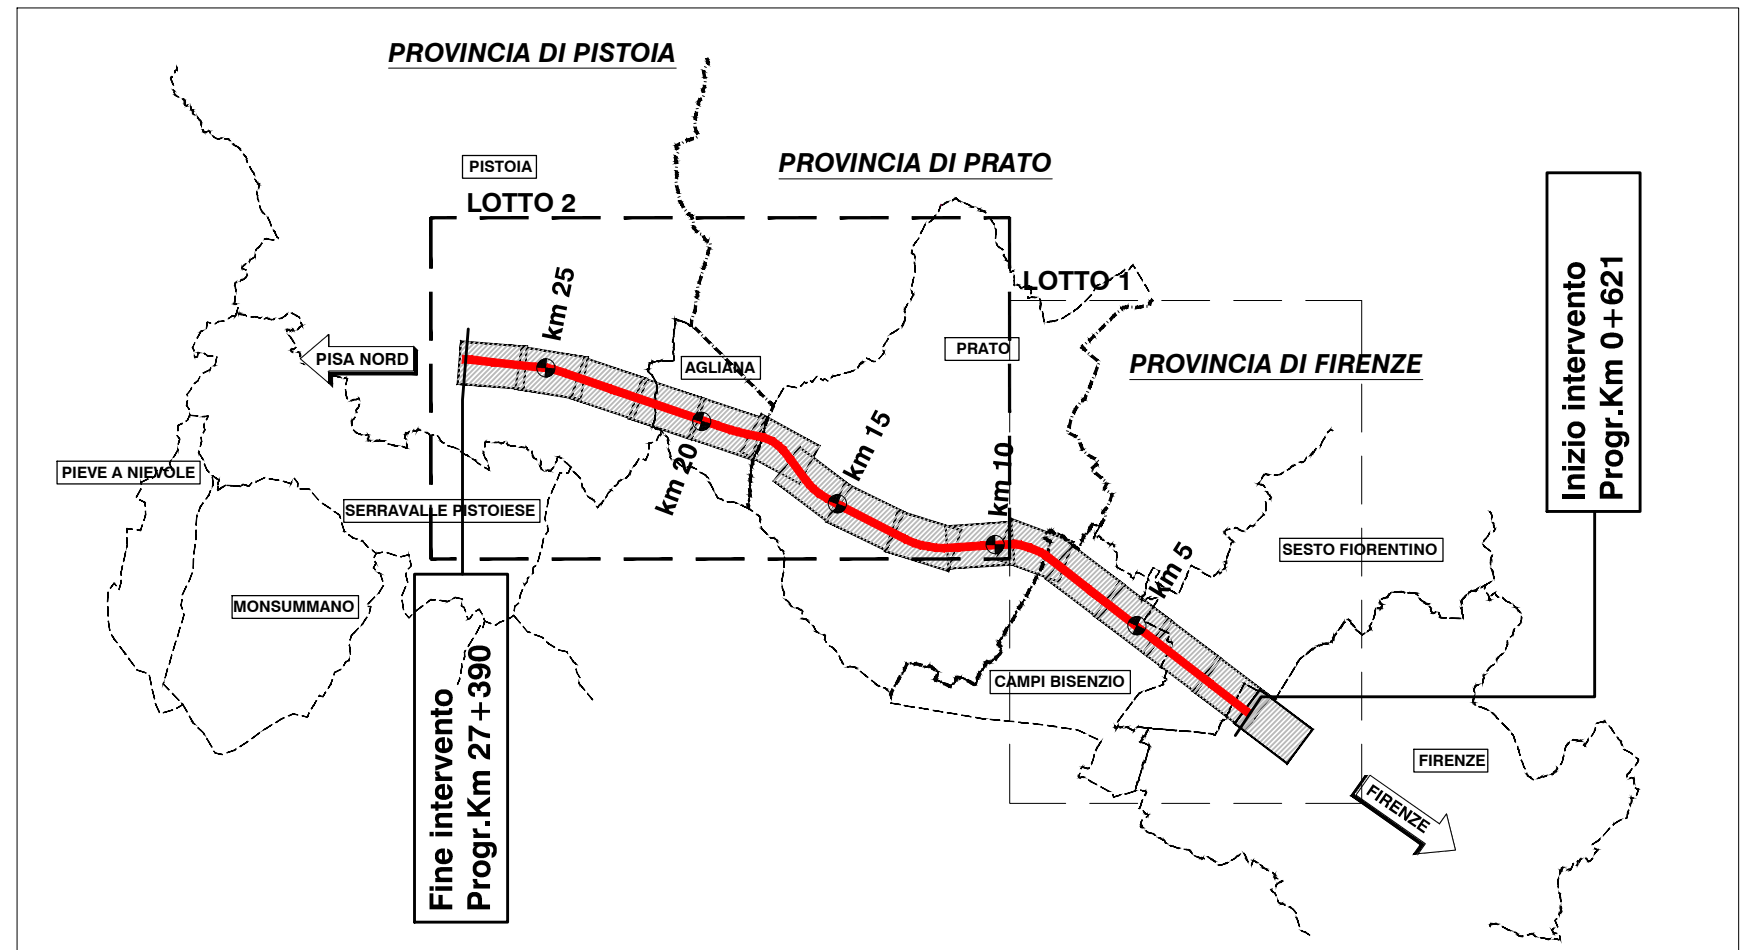 PROVINCIA DI PISTOIA
PISTOIA
PROVINCIA DI PRATO
LOTTO 2
LOTTO 1
km 25
PRATO
PISA NORD
AGLIANA
PROVINCIA DI FIRENZE
Inizio intervento
Progr.Km 0+621
km 15
km 20
km 10
PIEVE A NIEVOLE
SERRAVALLE PISTOIESE
SESTO FIORENTINO
km 5
MONSUMMANO
CAMPI BISENZIO
Fine intervento
Progr.Km 27+390
FIRENZE
FIRENZE